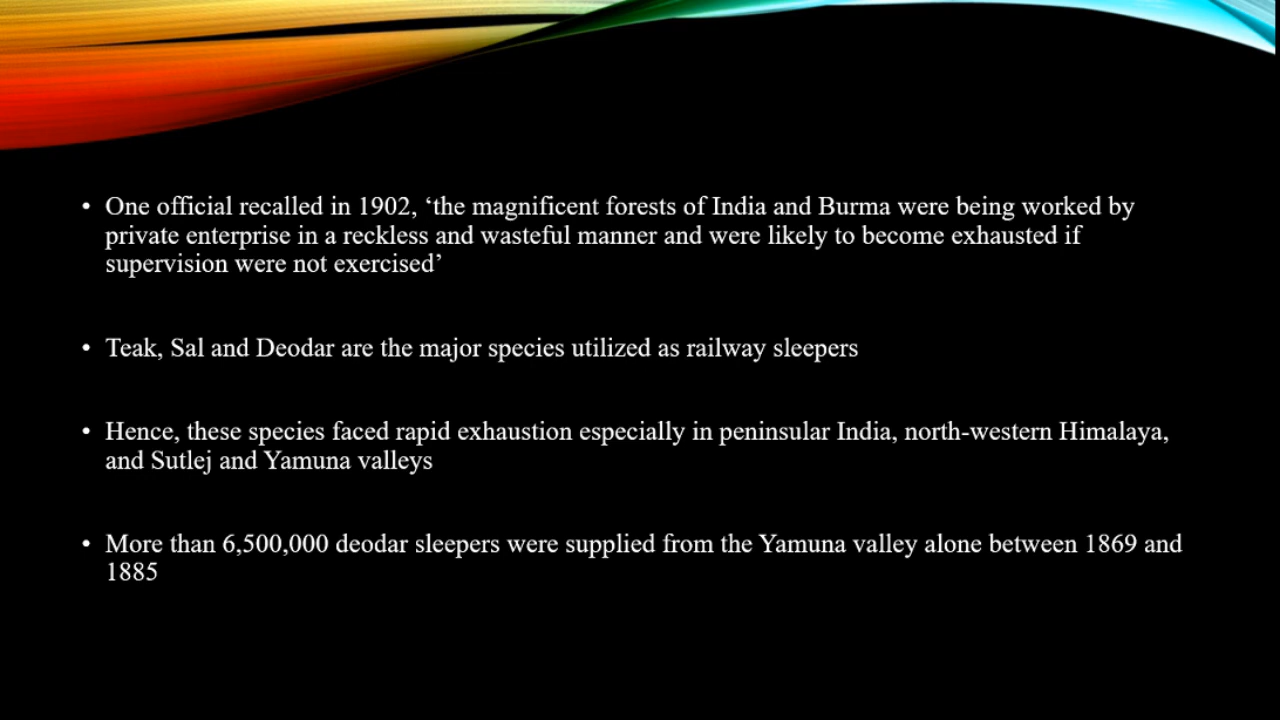 • One official recalled in 1902, ‘the magnificent forests of India and Burma were being worked by
private enterprise in a reckless and wasteful manner and were likely to become exhausted if
supervision were not exercised’
• Teak, Sal and Deodar are the major species utilized as railway sleepers
• Hence, these species faced rapid exhaustion especially in peninsular India, north-western Himalaya,
and Sutlej and Yamuna valleys
• More than 6,500,000 deodar sleepers were supplied from the Yamuna valley alone between 1869 and
1885